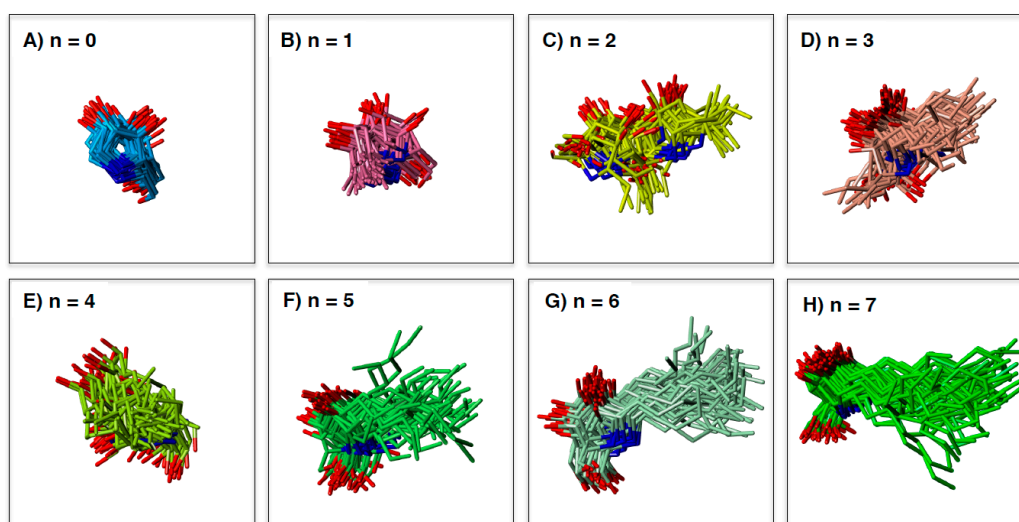 A) n = 0
B) n = 1
C) n = 2
D) n = 3
E) n = 4
F) n = 5
G) n = 6
H) n = 7